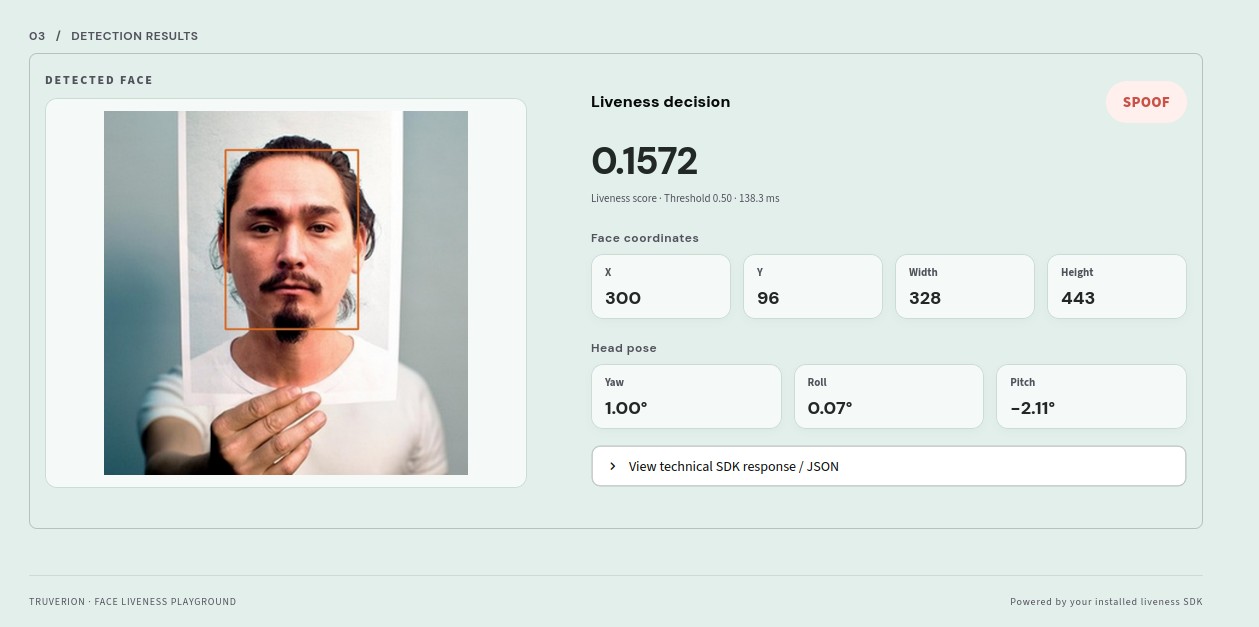 03 / DETECTION RESULTS
DETECTED FACE
Liveness decision
SPOOF
0.1572
Liveness score · Threshold 0.50 · 138.3 ms
Face coordinates
X
300
Y
96
Width
328
Height
443
Head pose
Yaw
1.00°
Roll
0.07°
Pitch
−2.11°
View technical SDK response / JSON
TRUVERION · FACE LIVENESS PLAYGROUND
Powered by your installed liveness SDK